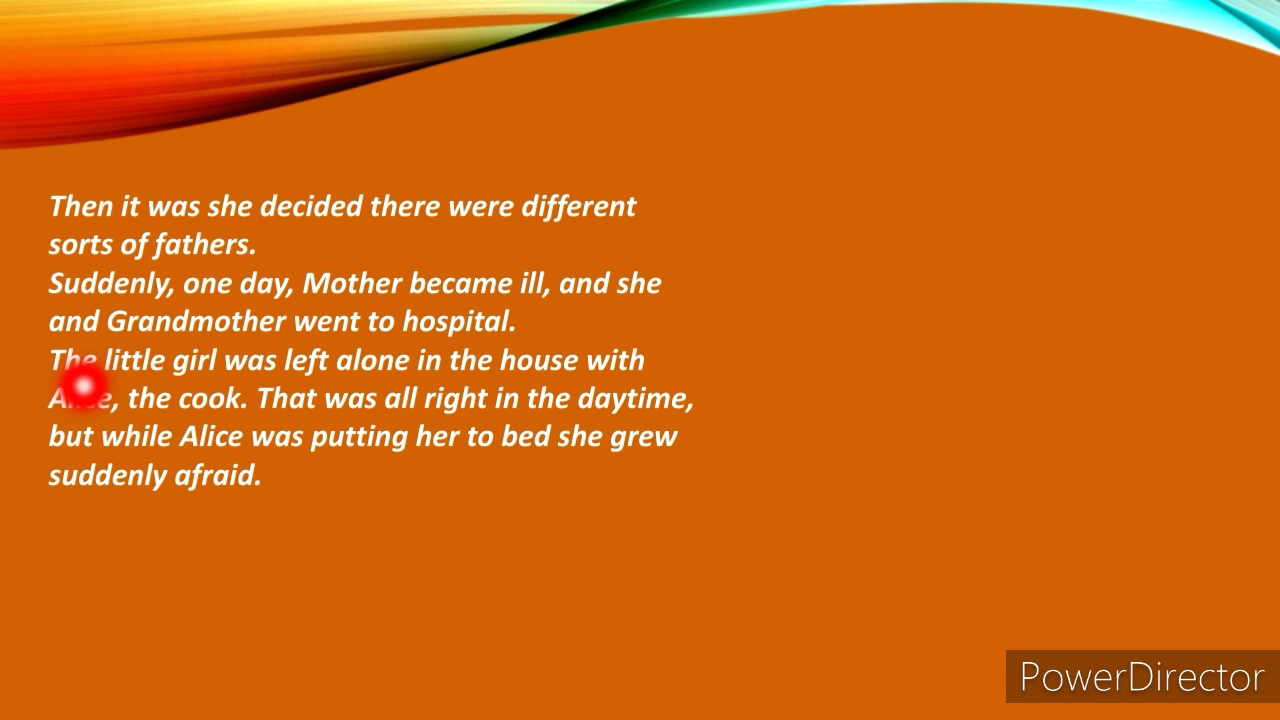 Then it was she decided there were different
sorts of fathers.
Suddenly, one day, Mother became ill, and she
and Grandmother went to hospital.
The little girl was left alone in the house with
Alice, the cook. That was all right in the daytime,
but while Alice was putting her to bed she grew
suddenly afraid.
PowerDirector